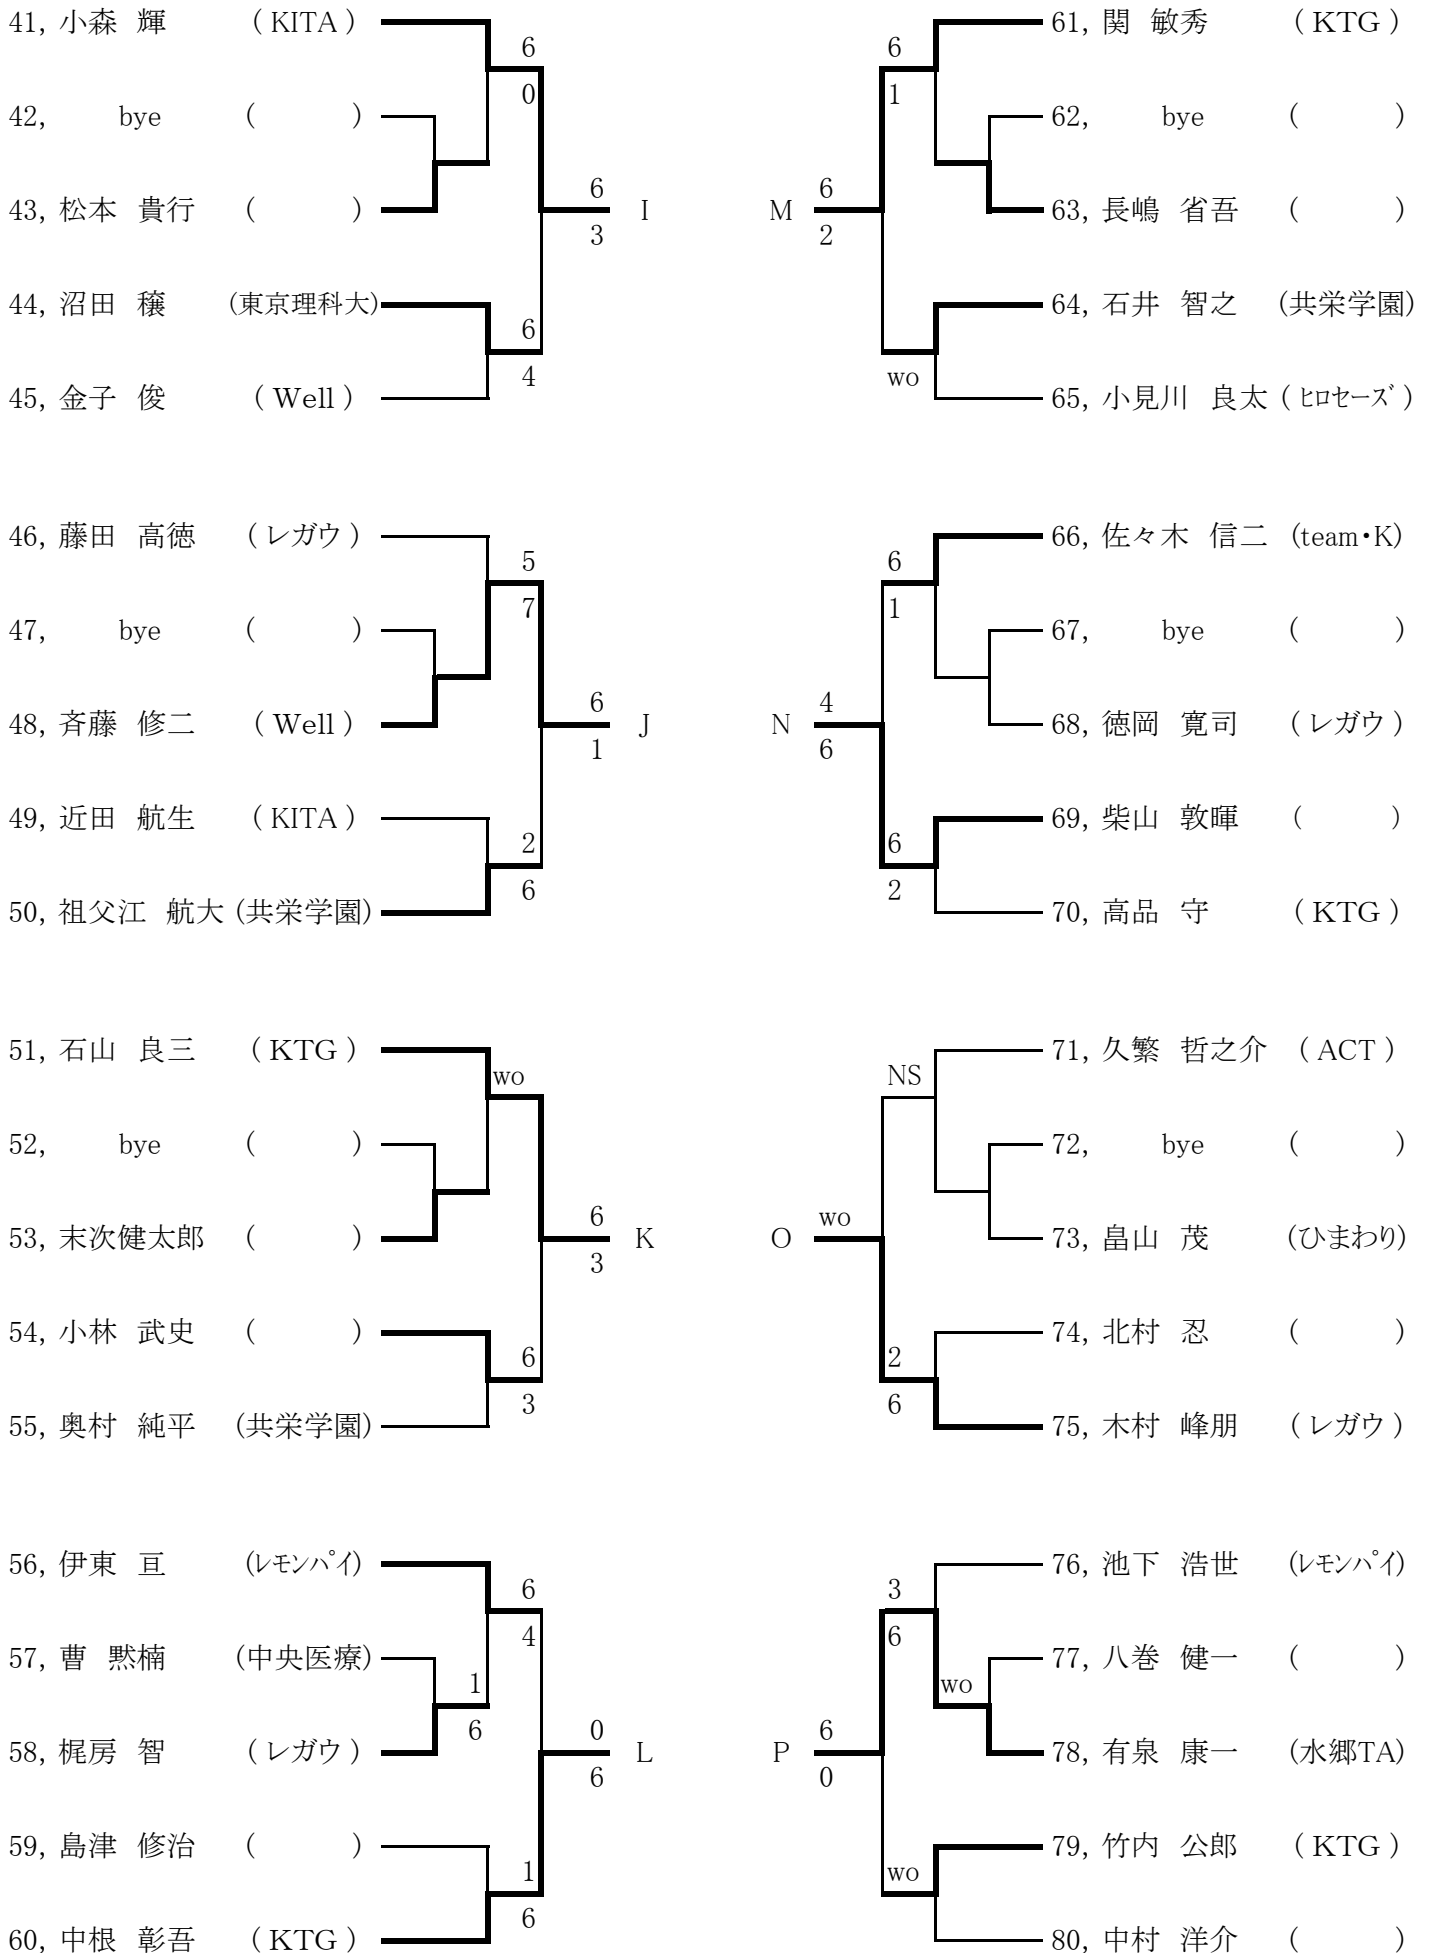 41, 小森 輝 ( KITA )
6
0
42, bye ( )
43, 松本 貴行 ( )
6
3
I
44, 沼田 穣 (東京理科大)
6
4
45, 金子 俊 ( Well )
46, 藤田 高徳 ( レガウ )
5
7
47, bye ( )
48, 斉藤 修二 ( Well )
6
1
J
49, 近田 航生 ( KITA )
2
6
50, 祖父江 航大 (共栄学園)
51, 石山 良三 ( KTG )
wo
52, bye ( )
53, 末次健太郎 ( )
6
3
K
54, 小林 武史 ( )
6
3
55, 奥村 純平 (共栄学園)
56, 伊東 亘 (レモンパイ)
6
4
57, 曹 黙楠 (中央医療)
1
6
58, 梶房 智 ( レガウ )
0
6
L
59, 島津 修治 ( )
1
6
60, 中根 彰吾 ( KTG )
61, 関 敏秀 ( KTG )
6
1
62, bye ( )
63, 長嶋 省吾 ( )
M
6
2
64, 石井 智之 (共栄学園)
wo
65, 小見川 良太 ( ヒロセーズ )
66, 佐々木 信二 (team・K)
6
1
67, bye ( )
68, 徳岡 寛司 ( レガウ )
N
4
6
69, 柴山 敦暉 ( )
6
2
70, 高品 守 ( KTG )
71, 久繁 哲之介 ( ACT )
NS
72, bye ( )
73, 畠山 茂 (ひまわり)
O
wo
74, 北村 忍 ( )
2
6
75, 木村 峰朋 ( レガウ )
76, 池下 浩世 (レモンパイ)
3
6
77, 八巻 健一 ( )
wo
78, 有泉 康一 (水郷TA)
P
6
0
79, 竹内 公郎 ( KTG )
wo
80, 中村 洋介 ( )